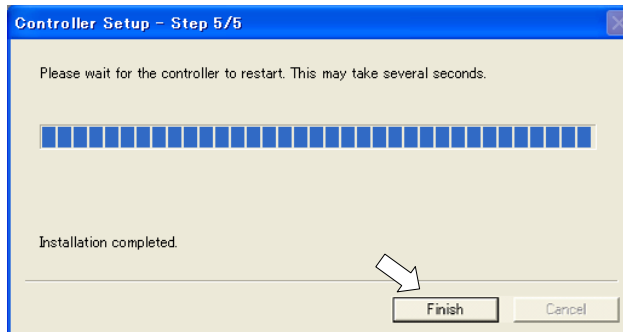 Controller Setup - Step 5/5
Please wait for the controller to restart. This may take several seconds.
Installation completed.
Finish
Cancel